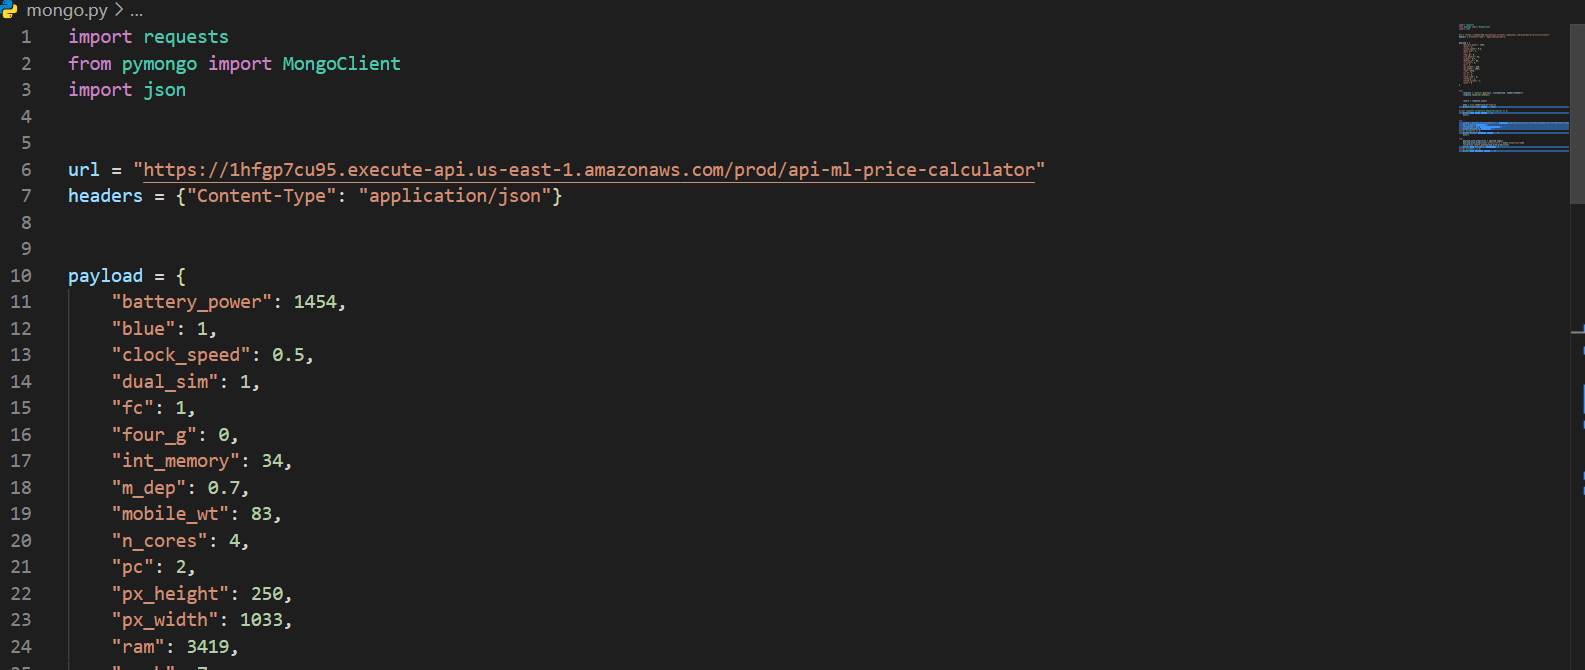 mongo.py > ...
1 import requests
2 from pymongo import MongoClient
3 import json
4
5
6 url = "https://1hfgp7cu95.execute-api.us-east-1.amazonaws.com/prod/api-ml-price-calculator"
7 headers = {"Content-Type": "application/json"}
8
9
10 payload = {
11 "battery_power": 1454,
12 "blue": 1,
13 "clock_speed": 0.5,
14 "dual_sim": 1,
15 "fc": 1,
16 "four_g": 0,
17 "int_memory": 34,
18 "m_dep": 0.7,
19 "mobile_wt": 83,
20 "n_cores": 4,
21 "pc": 2,
22 "px_height": 250,
23 "px_width": 1033,
24 "ram": 3419,